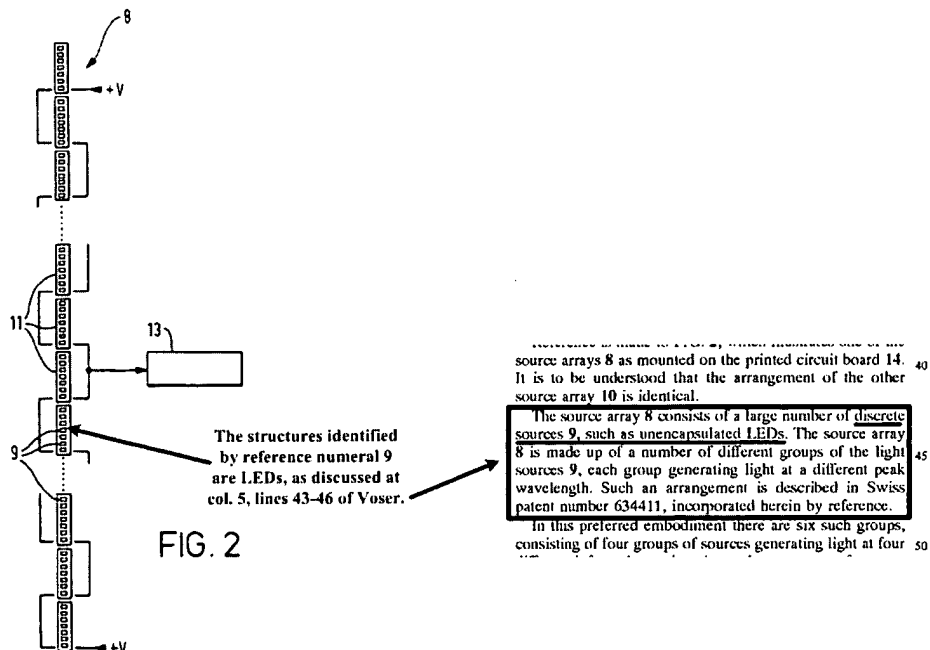 8
+V
11
13
9
The structures identified
by reference numeral 9
are LEDs, as discussed at
col. 5, lines 43-46 of Voser.
FIG. 2
+V
source arrays 8 as mounted on the printed circuit board 14. 40
It is to be understood that the arrangement of the other
source array 10 is identical.
The source array 8 consists of a large number of discrete
sources 9, such as unencapsulated LEDs. The source array
8 is made up of a number of different groups of the light 45
sources 9, each group generating light at a different peak
wavelength. Such an arrangement is described in Swiss
patent number 634411, incorporated herein by reference.
In this preferred embodiment there are six such groups,
consisting of four groups of sources generating light at four 50